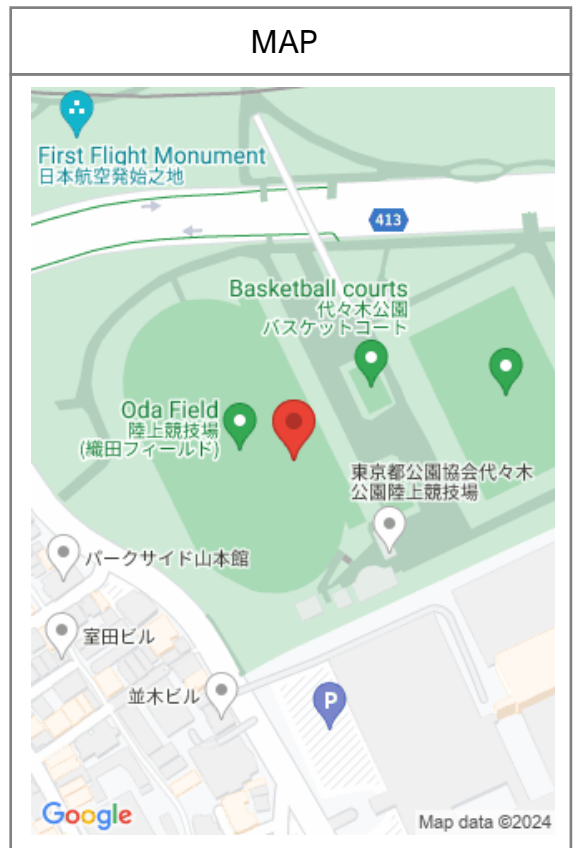 MAP
First Flight Monument
日本航空発始之地
413
Basketball courts
代々木公園
バスケットコート
Oda Field
陸上競技場
(織田フィールド)
東京都公園協会代々木
公園陸上競技場
パークサイド山本館
室田ビル
並木ビル
P
Google
Map data ©2024